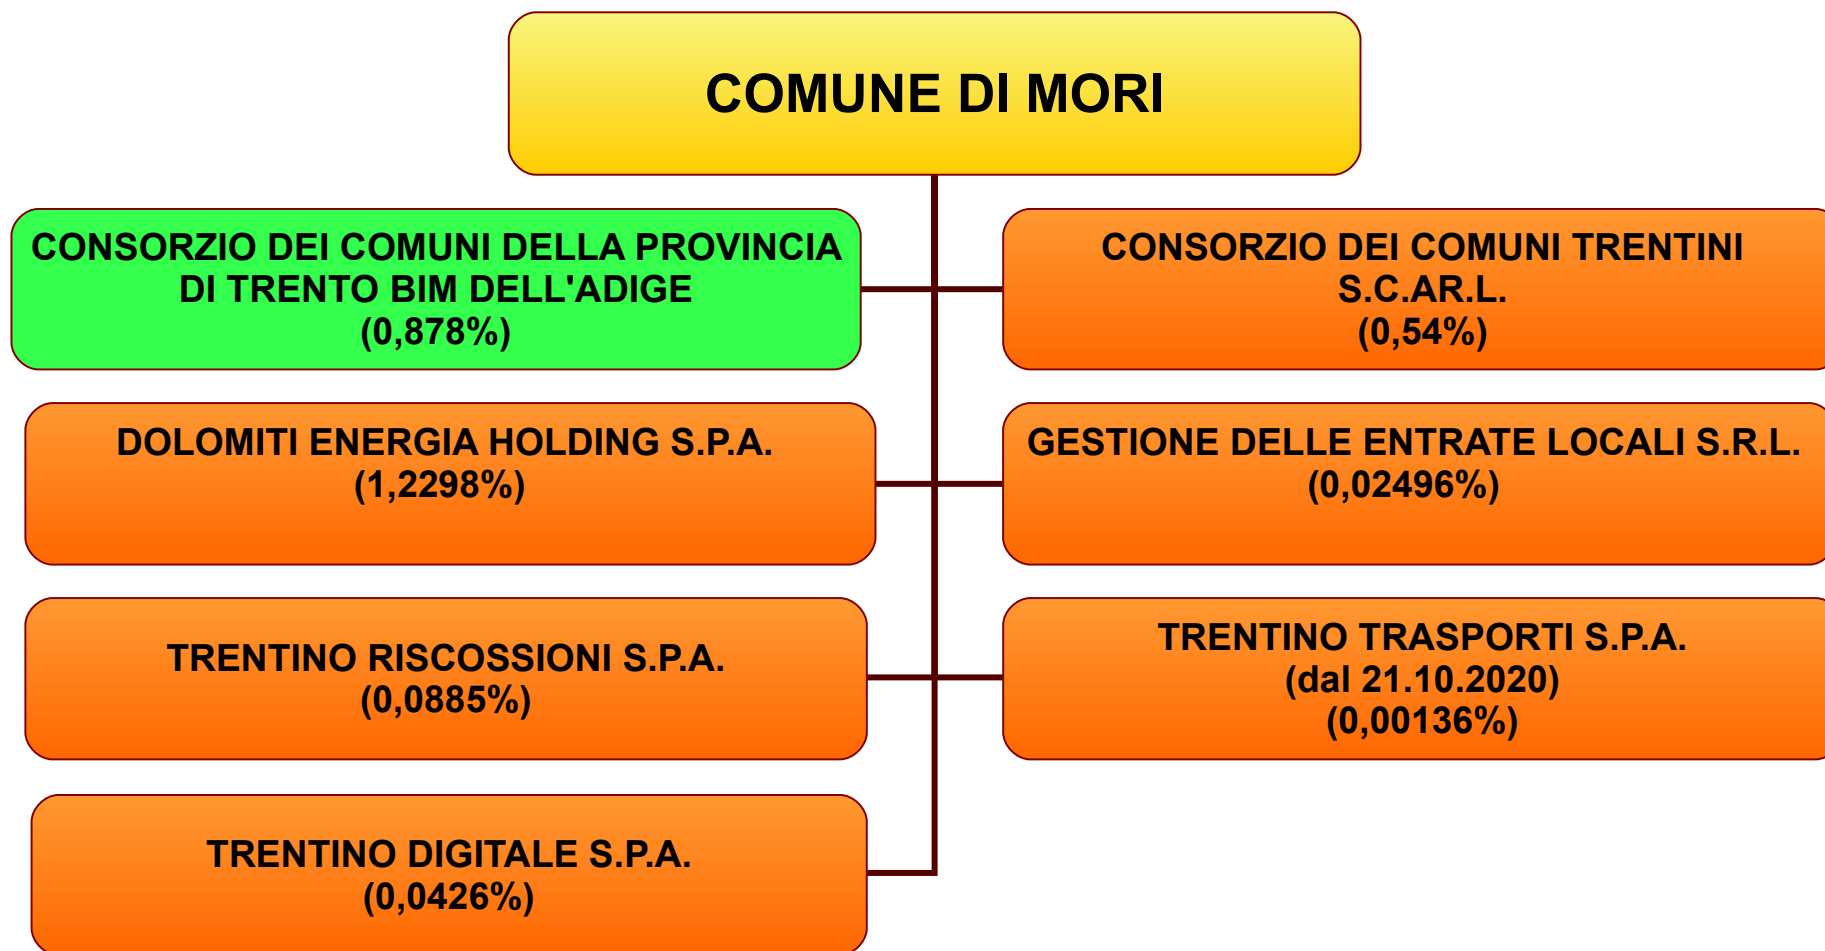 COMUNE DI MORI
CONSORZIO DEI COMUNI DELLA PROVINCIA
DI TRENTO BIM DELL'ADIGE
(0,878%)
CONSORZIO DEI COMUNI TRENTINI
S.C.AR.L.
(0,54%)
DOLOMITI ENERGIA HOLDING S.P.A.
(1,2298%)
GESTIONE DELLE ENTRATE LOCALI S.R.L.
(0,02496%)
TRENTINO RISCOSSIONI S.P.A.
(0,0885%)
TRENTINO TRASPORTI S.P.A.
(dal 21.10.2020)
(0,00136%)
TRENTINO DIGITALE S.P.A.
(0,0426%)